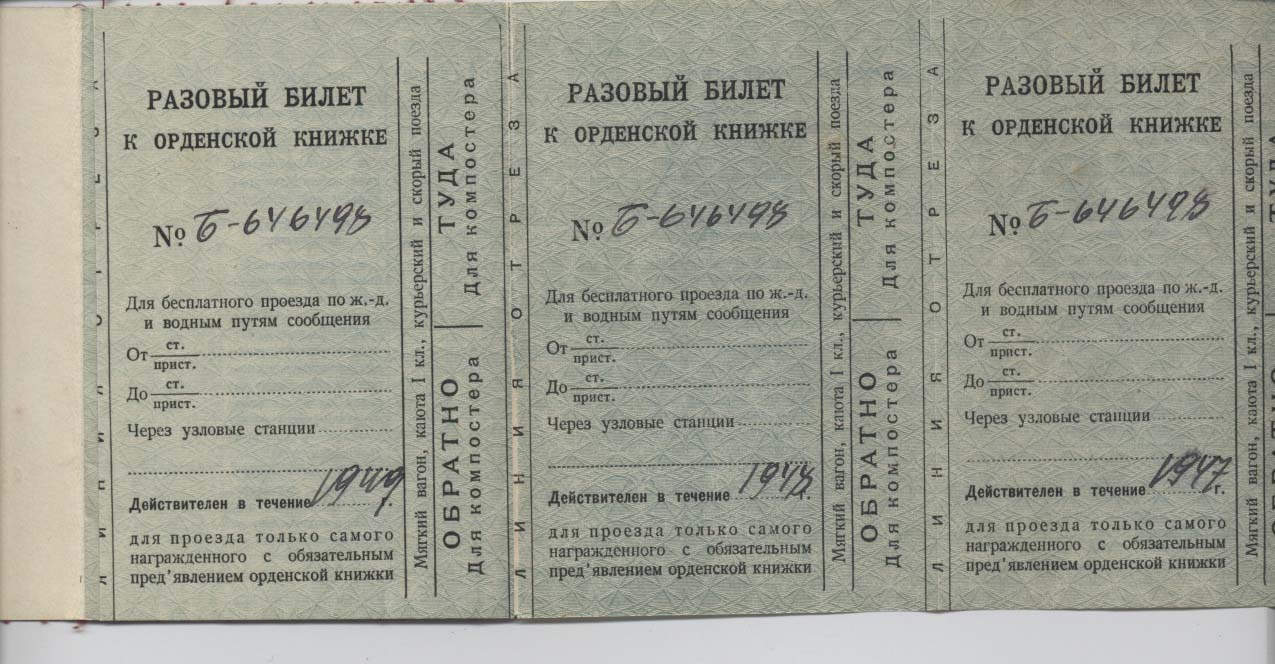 РАЗОВЫЙ БИЛЕТ
К ОРДЕНСКОЙ КНИЖКЕ
№ Б-646498
Для бесплатного проезда по ж.-д.
и водным путям сообщения
От ст.
прист.
До ст.
прист.
Через узловые станции
Действителен в течение 1949 г.
для проезда только самого
награжденного с обязательным
пред'явлением орденской книжки
Мягкий вагон, каюта I кл., курьерский и скорый поезда
ТУДА
Для компостера
ОБРАТНО
Для компостера
ЛИНИЯ ОТРЕЗА
РАЗОВЫЙ БИЛЕТ
К ОРДЕНСКОЙ КНИЖКЕ
№ Б-646498
Для бесплатного проезда по ж.-д.
и водным путям сообщения
От ст.
прист.
До ст.
прист.
Через узловые станции
Действителен в течение 1948 г.
для проезда только самого
награжденного с обязательным
пред'явлением орденской книжки
Мягкий вагон, каюта I кл., курьерский и скорый поезда
ТУДА
Для компостера
ОБРАТНО
Для компостера
ЛИНИЯ ОТРЕЗА
РАЗОВЫЙ БИЛЕТ
К ОРДЕНСКОЙ КНИЖКЕ
№ Б-646498
Для бесплатного проезда по ж.-д.
и водным путям сообщения
От ст.
прист.
До ст.
прист.
Через узловые станции
Действителен в течение 1947 г.
для проезда только самого
награжденного с обязательным
пред'явлением орденской книжки
Мягкий вагон, каюта I кл., курьерский и скорый поезда